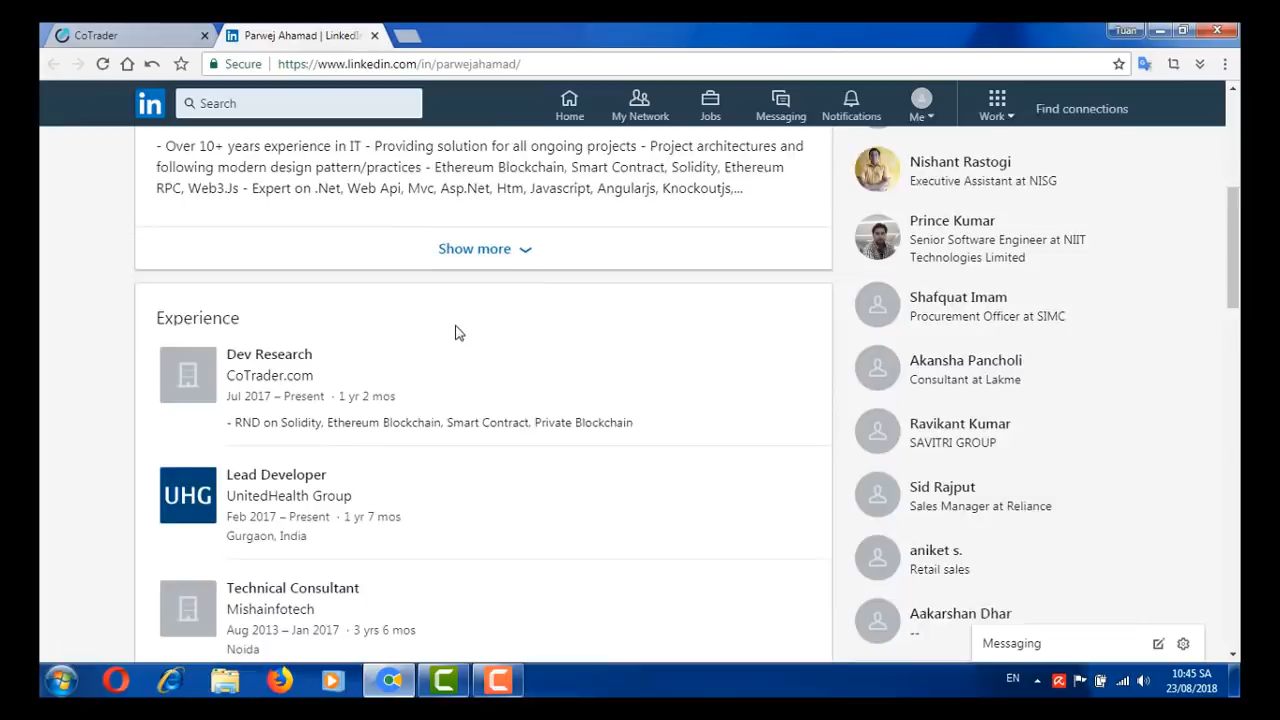 CoTrader
Parwej Ahamad | LinkedIn
Tuan
Secure
https://www.linkedin.com/in/parwejahamad/
in
Search
Home
My Network
Jobs
Messaging
Notifications
Me
Work
Find connections
- Over 10+ years experience in IT - Providing solution for all ongoing projects - Project architectures and
following modern design pattern/practices - Ethereum Blockchain, Smart Contract, Solidity, Ethereum
RPC, Web3.Js - Expert on .Net, Web Api, Mvc, Asp.Net, Htm, Javascript, Angularjs, Knockoutjs,...
Show more
Experience
Dev Research
CoTrader.com
Jul 2017 – Present · 1 yr 2 mos
- RND on Solidity, Ethereum Blockchain, Smart Contract, Private Blockchain
UHG
Lead Developer
UnitedHealth Group
Feb 2017 – Present · 1 yr 7 mos
Gurgaon, India
Technical Consultant
Mishainfotech
Aug 2013 – Jan 2017 · 3 yrs 6 mos
Noida
Nishant Rastogi
Executive Assistant at NISG
Prince Kumar
Senior Software Engineer at NIIT
Technologies Limited
Shafquat Imam
Procurement Officer at SIMC
Akansha Pancholi
Consultant at Lakme
Ravikant Kumar
SAVITRI GROUP
Sid Rajput
Sales Manager at Reliance
aniket s.
Retail sales
Aakarshan Dhar
--
Messaging
EN
10:45 SA
23/08/2018